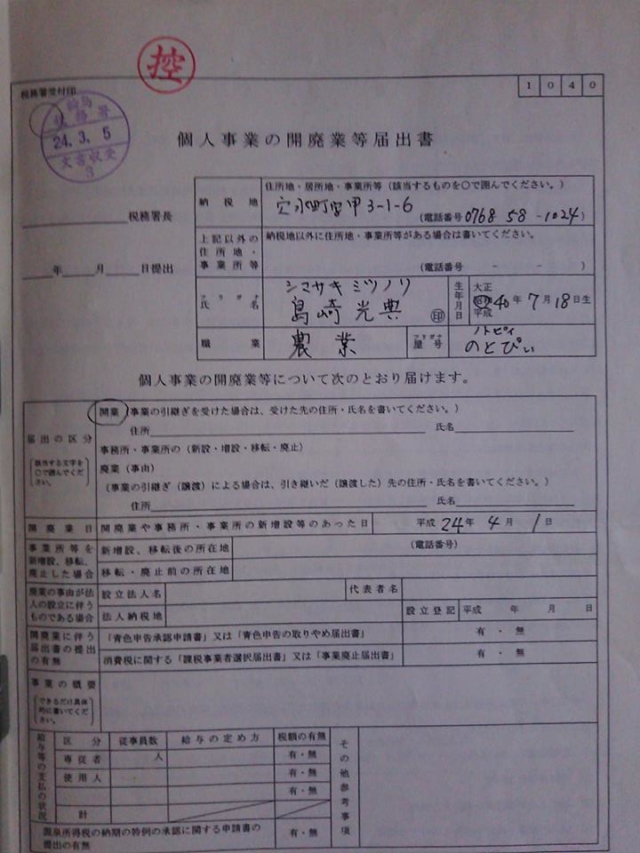 控
税務署受付印
1040
税務署
24.3.5
文書収受
3
個人事業の開廃業等届出書
税務署長
年 月 日提出
納税地
住所地・居所地・事業所等(該当するものを○で囲んでください。)
穴水町 甲3-1-6
(電話番号0768 58-1024)
上記以外の住所地・事業所等
納税地以外に住所地・事業所等がある場合は書いてください。
(電話番号 - - )
フリガナ
シマサキ ミツノリ
氏名
島崎 光典
㊞
生年月日
大正
昭和
平成
40年7月18日生
職業
農業
フリガナ
ノトピィ
屋号
のとぴぃ
個人事業の開廃業等について次のとおり届けます。
届出の区分
該当する文字を○で囲んでください。
開業(事業の引継ぎを受けた場合は、受けた先の住所・氏名を書いてください。)
住所 氏名
事務所・事業所の(新設・増設・移転・廃止)
廃業(事由)
(事業の引継ぎ(譲渡)による場合は、引き継いだ(譲渡した)先の住所・氏名を書いてください。)
住所 氏名
開廃業日
開廃業や事務所・事業所の新増設等のあった日
平成24年4月1日
事業所等を新増設、移転、廃止した場合
新増設、移転後の所在地
(電話番号)
移転・廃止前の所在地
廃業の事由が法人の設立に伴うものである場合
設立法人名
代表者名
法人納税地
設立登記
平成 年 月 日
開廃業に伴う届出書の提出の有無
「青色申告承認申請書」又は「青色申告の取りやめ届出書」
有・無
消費税に関する「課税事業者選択届出書」又は「事業廃止届出書」
有・無
事業の概要
できるだけ具体的に書いてください。
給与等の支払の状況
区分 従事員数 給与の定め方 税額の有無
専従者 人 有・無
使用人 有・無
有・無
計
その他参考事項
源泉所得税の納期の特例の承認に関する申請書の提出の有無
有・無